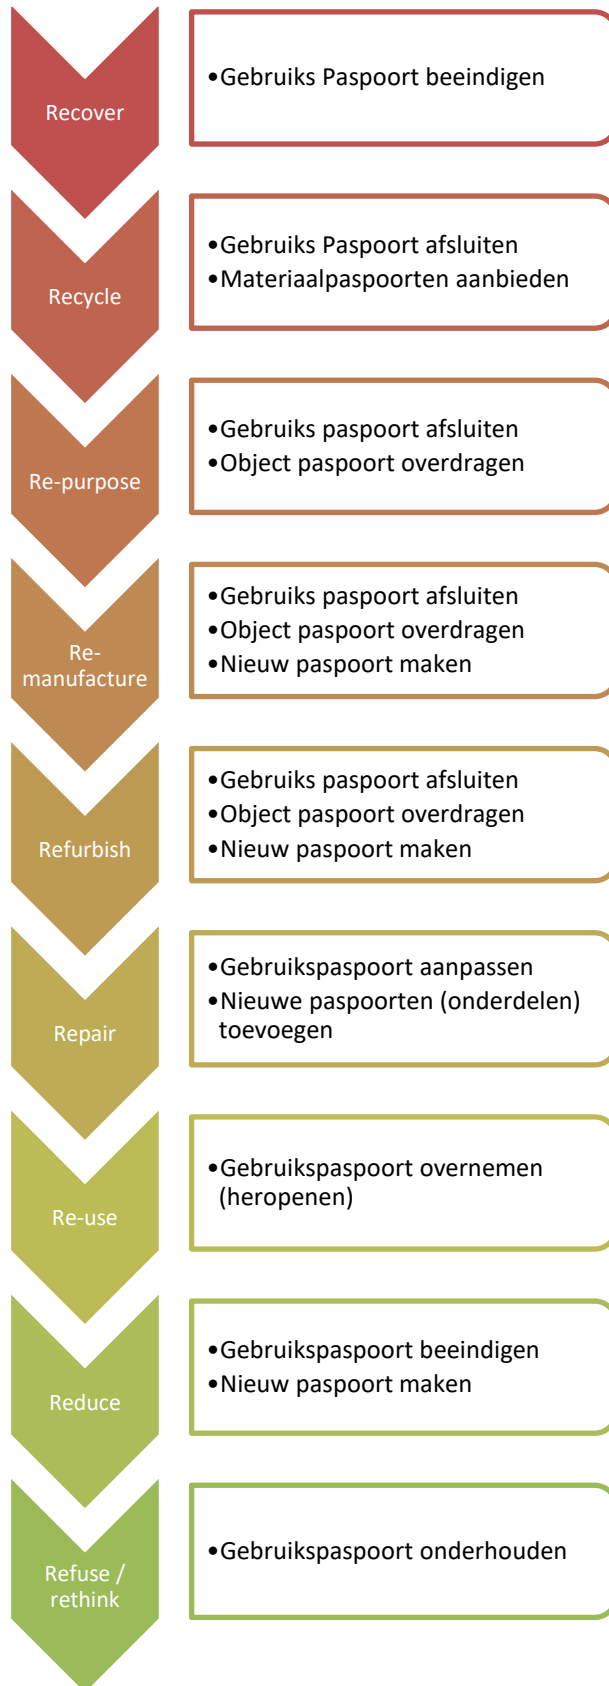 Recover
•Gebruiks Paspoort beeindigen
Recycle
•Gebruiks Paspoort afsluiten
•Materiaalpaspoorten aanbieden
Re-purpose
•Gebruiks paspoort afsluiten
•Object paspoort overdragen
Re-
manufacture
•Gebruiks paspoort afsluiten
•Object paspoort overdragen
•Nieuw paspoort maken
Refurbish
•Gebruiks paspoort afsluiten
•Object paspoort overdragen
•Nieuw paspoort maken
Repair
•Gebruikspaspoort aanpassen
•Nieuwe paspoorten (onderdelen)
toevoegen
Re-use
•Gebruikspaspoort overnemen
(heropenen)
Reduce
•Gebruikspaspoort beeindigen
•Nieuw paspoort maken
Refuse /
rethink
•Gebruikspaspoort onderhouden